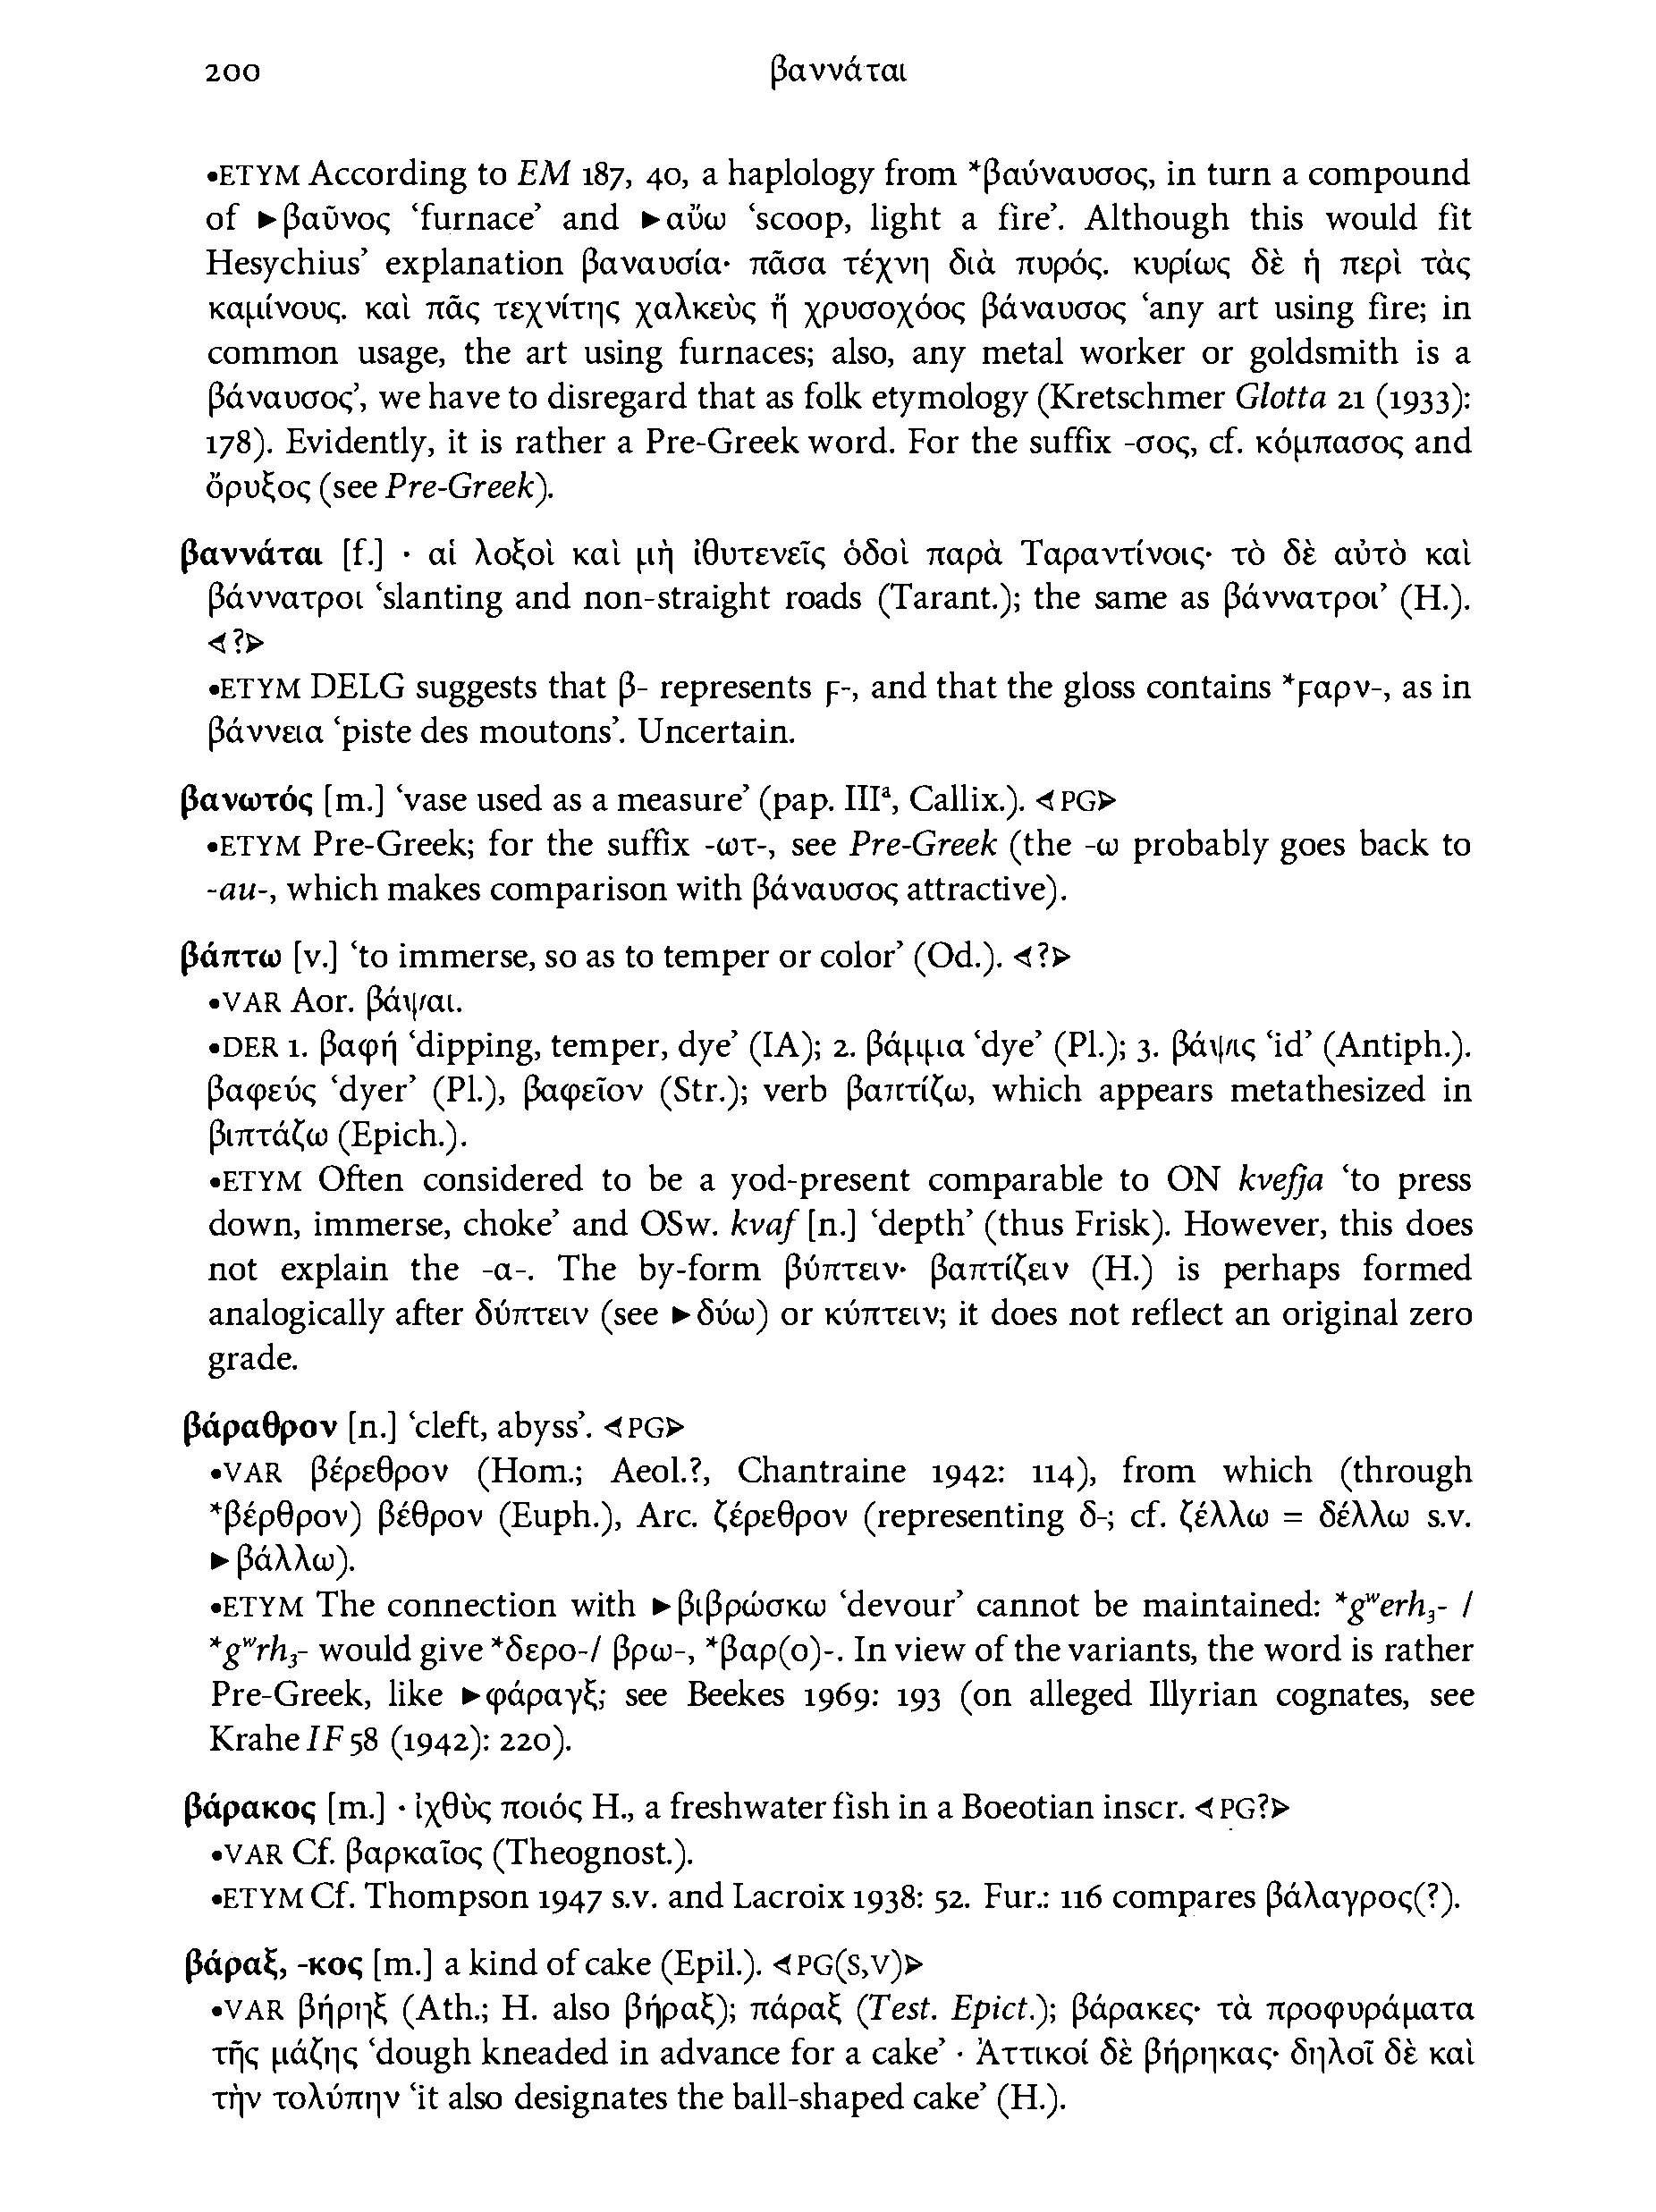 200
βαννάται
•ETYM According to EM 187, 40, a haplology from *βαύναυσος, in turn a compound
of ►βαῦνος ‘furnace’ and ►αὔω ‘scoop, light a fire’. Although this would fit
Hesychius’ explanation βαναυσία· πᾶσα τέχνη διὰ πυρός. κυρίως δὲ ἡ περὶ τὰς
καμίνους. καὶ πᾶς τεχνίτης χαλκεὺς ἢ χρυσοχόος βάναυσος ‘any art using fire; in
common usage, the art using furnaces; also, any metal worker or goldsmith is a
βάναυσος’, we have to disregard that as folk etymology (Kretschmer Glotta 21 (1933):
178). Evidently, it is rather a Pre-Greek word. For the suffix -σος, cf. κόμπασος and
ὄρυξος (see Pre-Greek).
βαννάται [f.] · αἱ λοξοὶ καὶ μὴ ἰθυτενεῖς ὁδοὶ παρὰ Ταραντίνοις· τὸ δὲ αὐτὸ καὶ
βάννατροι ‘slanting and non-straight roads (Tarant.); the same as βάννατροι’ (H.).
⊲?⊳
•ETYM DELG suggests that β- represents ϝ-, and that the gloss contains *ϝαρν-, as in
βάννεια ‘piste des moutons’. Uncertain.
βανωτός [m.] ‘vase used as a measure’ (pap. IIIᵃ, Callix.). ⊲PG⊳
•ETYM Pre-Greek; for the suffix -ωτ-, see Pre-Greek (the -ω probably goes back to
-au-, which makes comparison with βάναυσος attractive).
βάπτω [v.] ‘to immerse, so as to temper or color’ (Od.). ⊲?⊳
•VAR Aor. βάψαι.
•DER 1. βαφή ‘dipping, temper, dye’ (IA); 2. βάμμα ‘dye’ (Pl.); 3. βάψις ‘id’ (Antiph.).
βαφεύς ‘dyer’ (Pl.), βαφεῖον (Str.); verb βαπτίζω, which appears metathesized in
βιπτάζω (Epich.).
•ETYM Often considered to be a yod-present comparable to ON kvefja ‘to press
down, immerse, choke’ and OSw. kvaf [n.] ‘depth’ (thus Frisk). However, this does
not explain the -α-. The by-form βύπτειν· βαπτίζειν (H.) is perhaps formed
analogically after δύπτειν (see ►δύω) or κύπτειν; it does not reflect an original zero
grade.
βάραθρον [n.] ‘cleft, abyss’. ⊲PG⊳
•VAR βέρεθρον (Hom.; Aeol.?, Chantraine 1942: 114), from which (through
*βέρθρον) βέθρον (Euph.), Arc. ζέρεθρον (representing δ-; cf. ζέλλω = δέλλω s.v.
►βάλλω).
•ETYM The connection with ►βιβρώσκω ‘devour’ cannot be maintained: *gʷerh₃- /
*gʷrh₃- would give *δερο-/ βρω-, *βαρ(ο)-. In view of the variants, the word is rather
Pre-Greek, like ►φάραγξ; see Beekes 1969: 193 (on alleged Illyrian cognates, see
Krahe IF 58 (1942): 220).
βάρακος [m.] · ἰχθὺς ποιός H., a freshwater fish in a Boeotian inscr. ⊲PG?⊳
•VAR Cf. βαρκαῖος (Theognost.).
•ETYM Cf. Thompson 1947 s.v. and Lacroix 1938: 52. Fur.: 116 compares βάλαγρος(?).
βάραξ, -κος [m.] a kind of cake (Epil.). ⊲PG(S,V)⊳
•VAR βήρηξ (Ath.; H. also βήραξ); πάραξ (Test. Epict.); βάρακες· τὰ προφυράματα
τῆς μάζης ‘dough kneaded in advance for a cake’ · Ἀττικοί δὲ βήρηκας· δηλοῖ δὲ καὶ
τὴν τολύπην ‘it also designates the ball-shaped cake’ (H.).